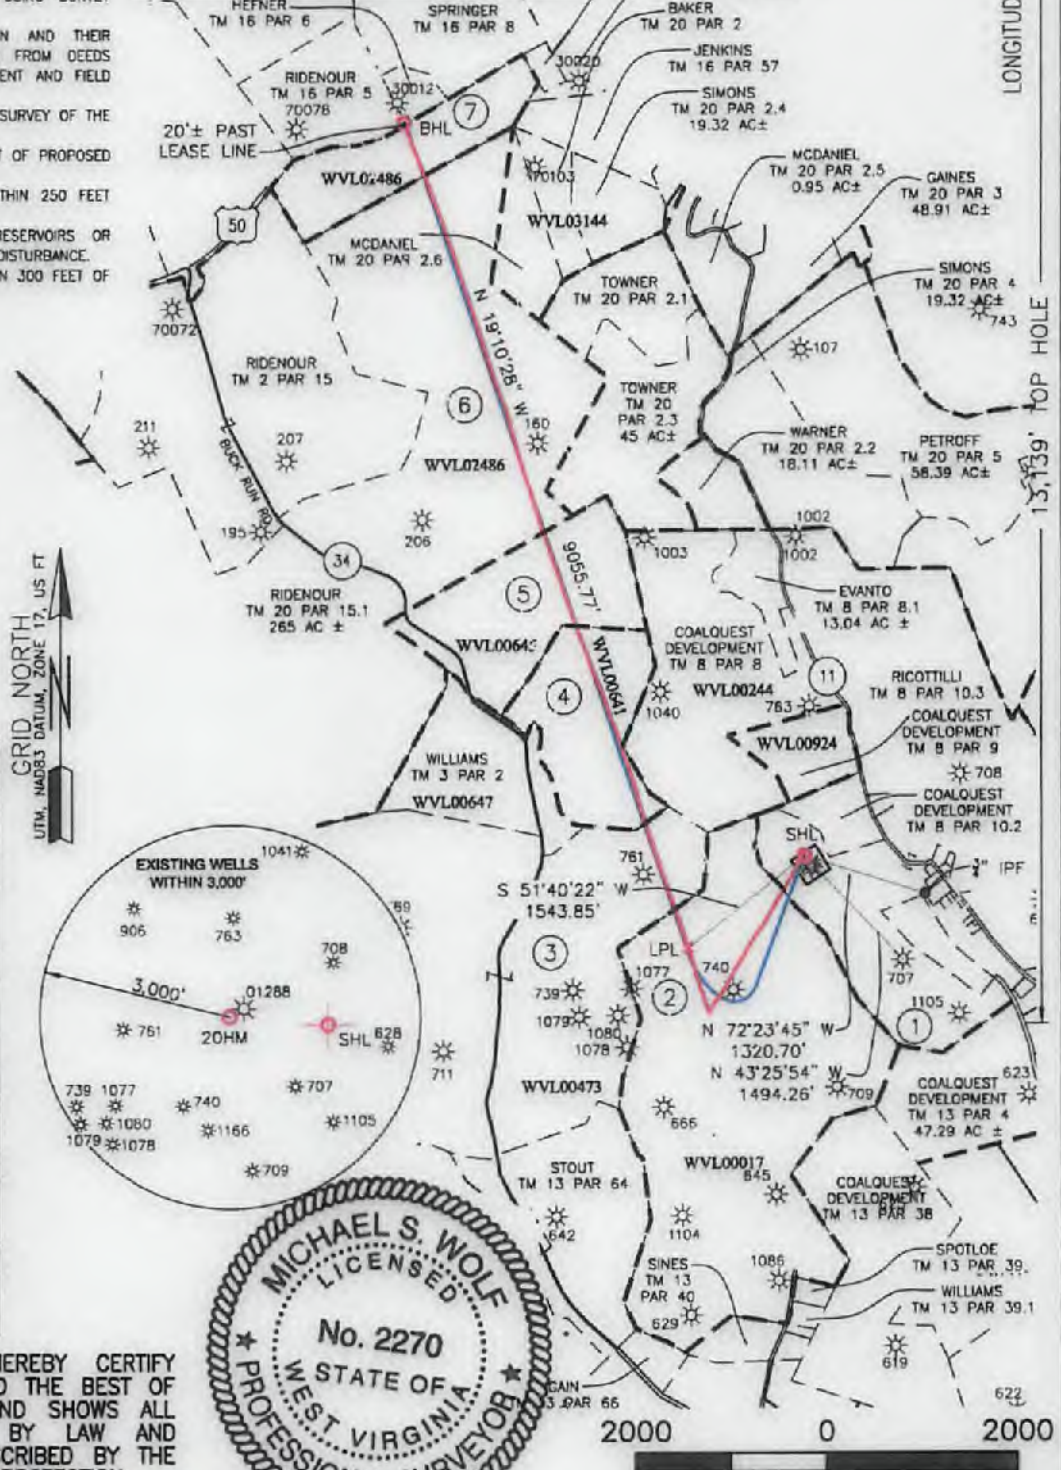 N AND THEIR
FROM DEEDS
ENT AND FIELD
SURVEY OF THE
T OF PROPOSED
THIN 250 FEET
RESERVOIRS OR
DISTURBANCE.
N 300 FEET OF
HEFNER
TM 16 PAR 6
SPRINGER
TM 16 PAR 8
BAKER
TM 20 PAR 2
JENKINS
TM 16 PAR 57
SIMONS
TM 20 PAR 2.4
19.32 AC±
LONGITUD
RIDENOUR
TM 16 PAR 5
30012
30020
70078
7
BHL
20'± PAST
LEASE LINE
WVL02486
70103
WVL03144
MCDANIEL
TM 20 PAR 2.5
0.95 AC±
GAINES
TM 20 PAR 3
48.91 AC±
50
MCDANIEL
TM 20 PAR 2.6
TOWNER
TM 20 PAR 2.1
SIMONS
TM 20 PAR 4
19.32 AC±
743
70072
107
N 19°10'26" W
RIDENOUR
TM 2 PAR 15
6
TOWNER
TM 20
PAR 2.3
45 AC±
13,139' TOP HOLE
211
207
160
WARNER
TM 20 PAR 2.2
18.11 AC±
PETROFF
TM 20 PAR 5
58.39 AC±
BUCK RUN RD
WVL02486
195
206
1003
1002
1002
34
9055.77'
5
RIDENOUR
TM 20 PAR 15.1
265 AC ±
EVANTO
TM 8 PAR 8.1
13.04 AC ±
GRID NORTH
UTM, NAD83 DATUM, ZONE 17, US FT
COALQUEST
DEVELOPMENT
TM 8 PAR 8
WVL00641
4
11
WVL00244
1040
763
RICOTTILLI
TM 8 PAR 10.3
COALQUEST
DEVELOPMENT
TM 8 PAR 9
WVL00924
WILLIAMS
TM 3 PAR 2
WVL00647
708
COALQUEST
DEVELOPMENT
TM 8 PAR 10.2
SHL
EXISTING WELLS
WITHIN 3,000'
1041
761
¾" IPF
S 51°40'22" W
1543.85'
906
763
708
3
LPL
3,000'
01288
20HM
SHL
628
761
739
1079
1077
1080
1078
740
2
707
1105
1
N 72°23'45" W
1320.70'
N 43°25'54" W
1494.26'
709
711
739
1077
740
707
1079
1080
1078
1166
1105
709
WVL00473
666
COALQUEST
DEVELOPMENT
TM 13 PAR 4
47.29 AC ±
623
STOUT
TM 13 PAR 64
WVL00017
645
COALQUEST
DEVELOPMENT
TM 13 PAR 38
642
1104
SINES
TM 13
PAR 40
1086
SPOTLOE
TM 13 PAR 39.
WILLIAMS
TM 13 PAR 39.1
629
619
622
GAIN
TM 13 PAR 66
MICHAEL S. WOLF
LICENSED
No. 2270
STATE OF
WEST VIRGINIA
PROFESSIONAL SURVEYOR
HEREBY CERTIFY
THE BEST OF
ND SHOWS ALL
BY LAW AND
CRIBED BY THE
2000 0 2000